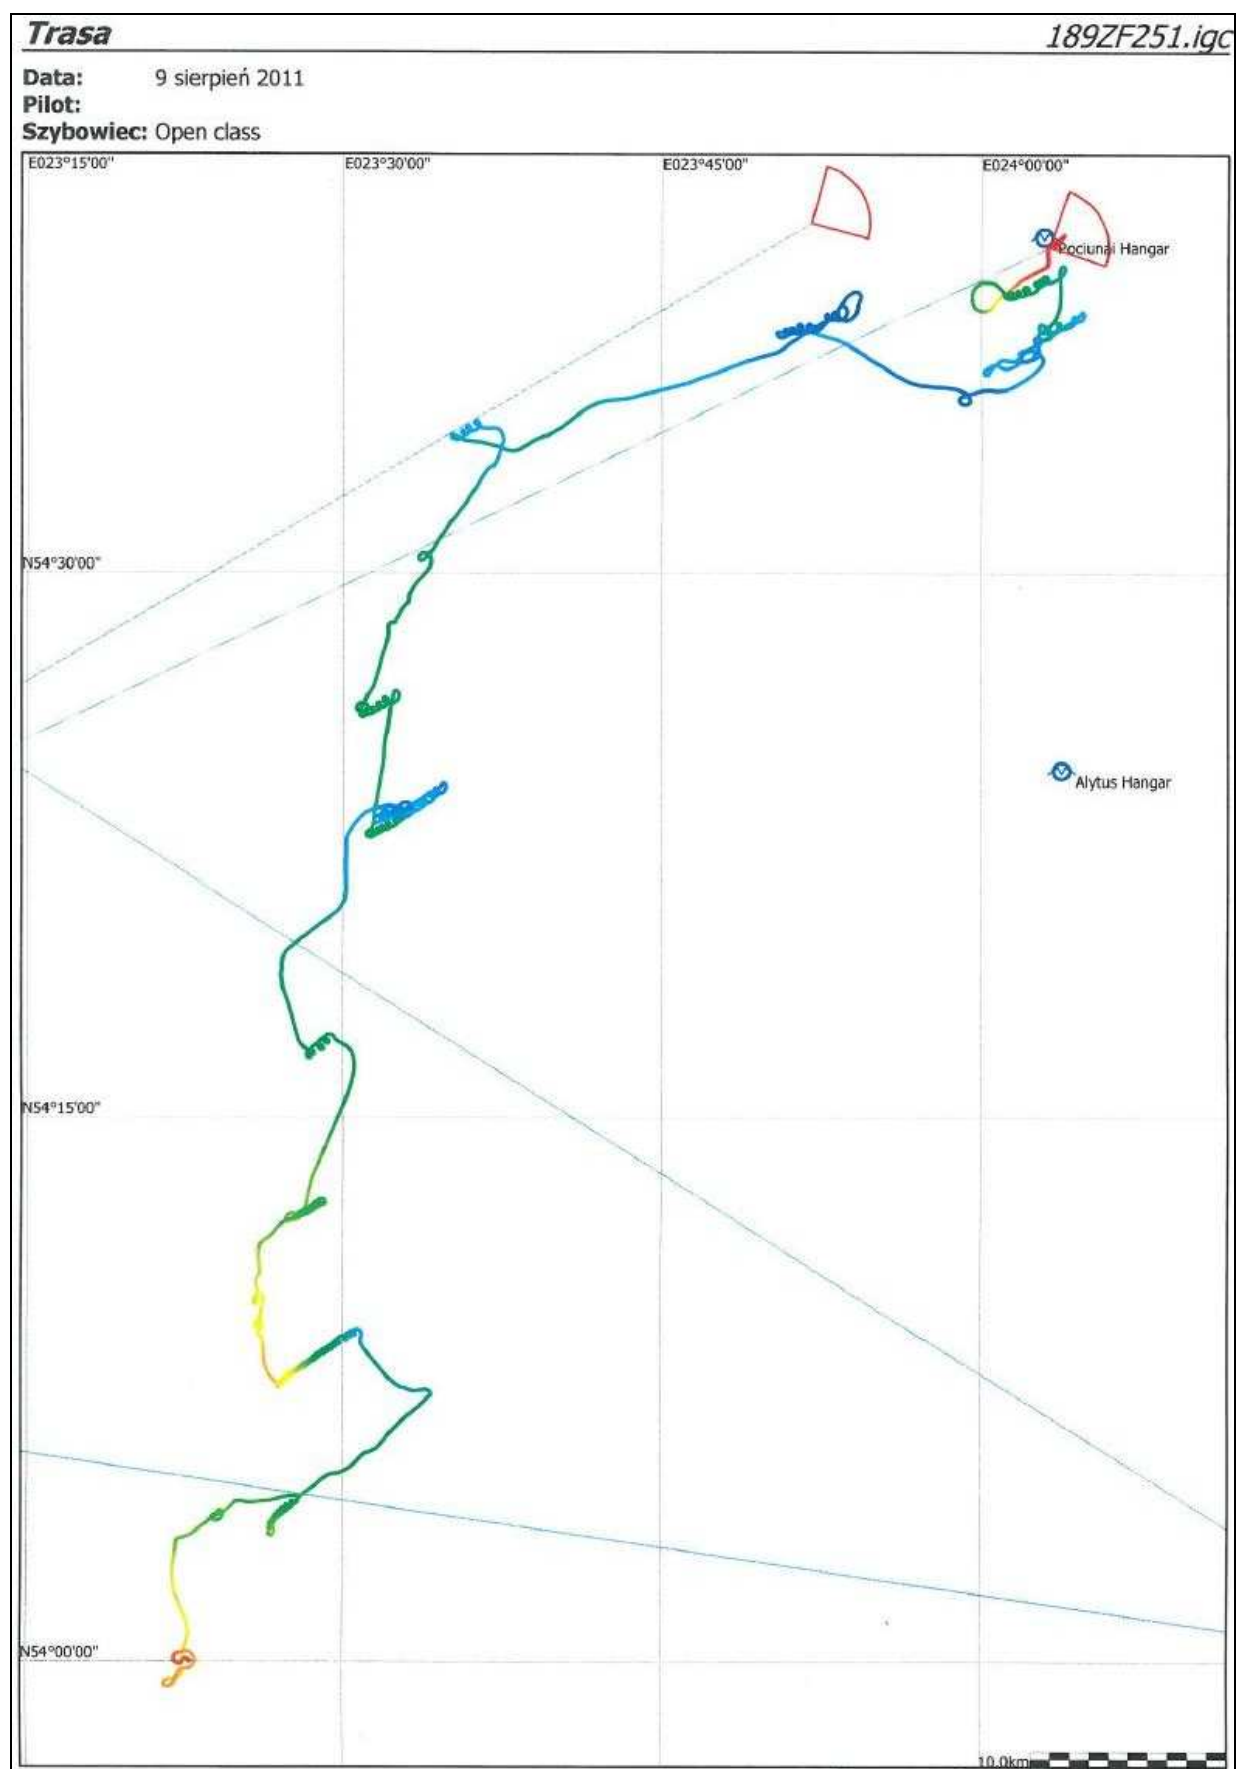 Trasa 189ZF251.igc
Data: 9 sierpień 2011
Pilot:
Szybowiec: Open class
E023°15'00" E023°30'00" E023°45'00" E024°00'00"
Pociunai Hangar
N54°30'00"
Alytus Hangar
N54°15'00"
N54°00'00"
10.0km